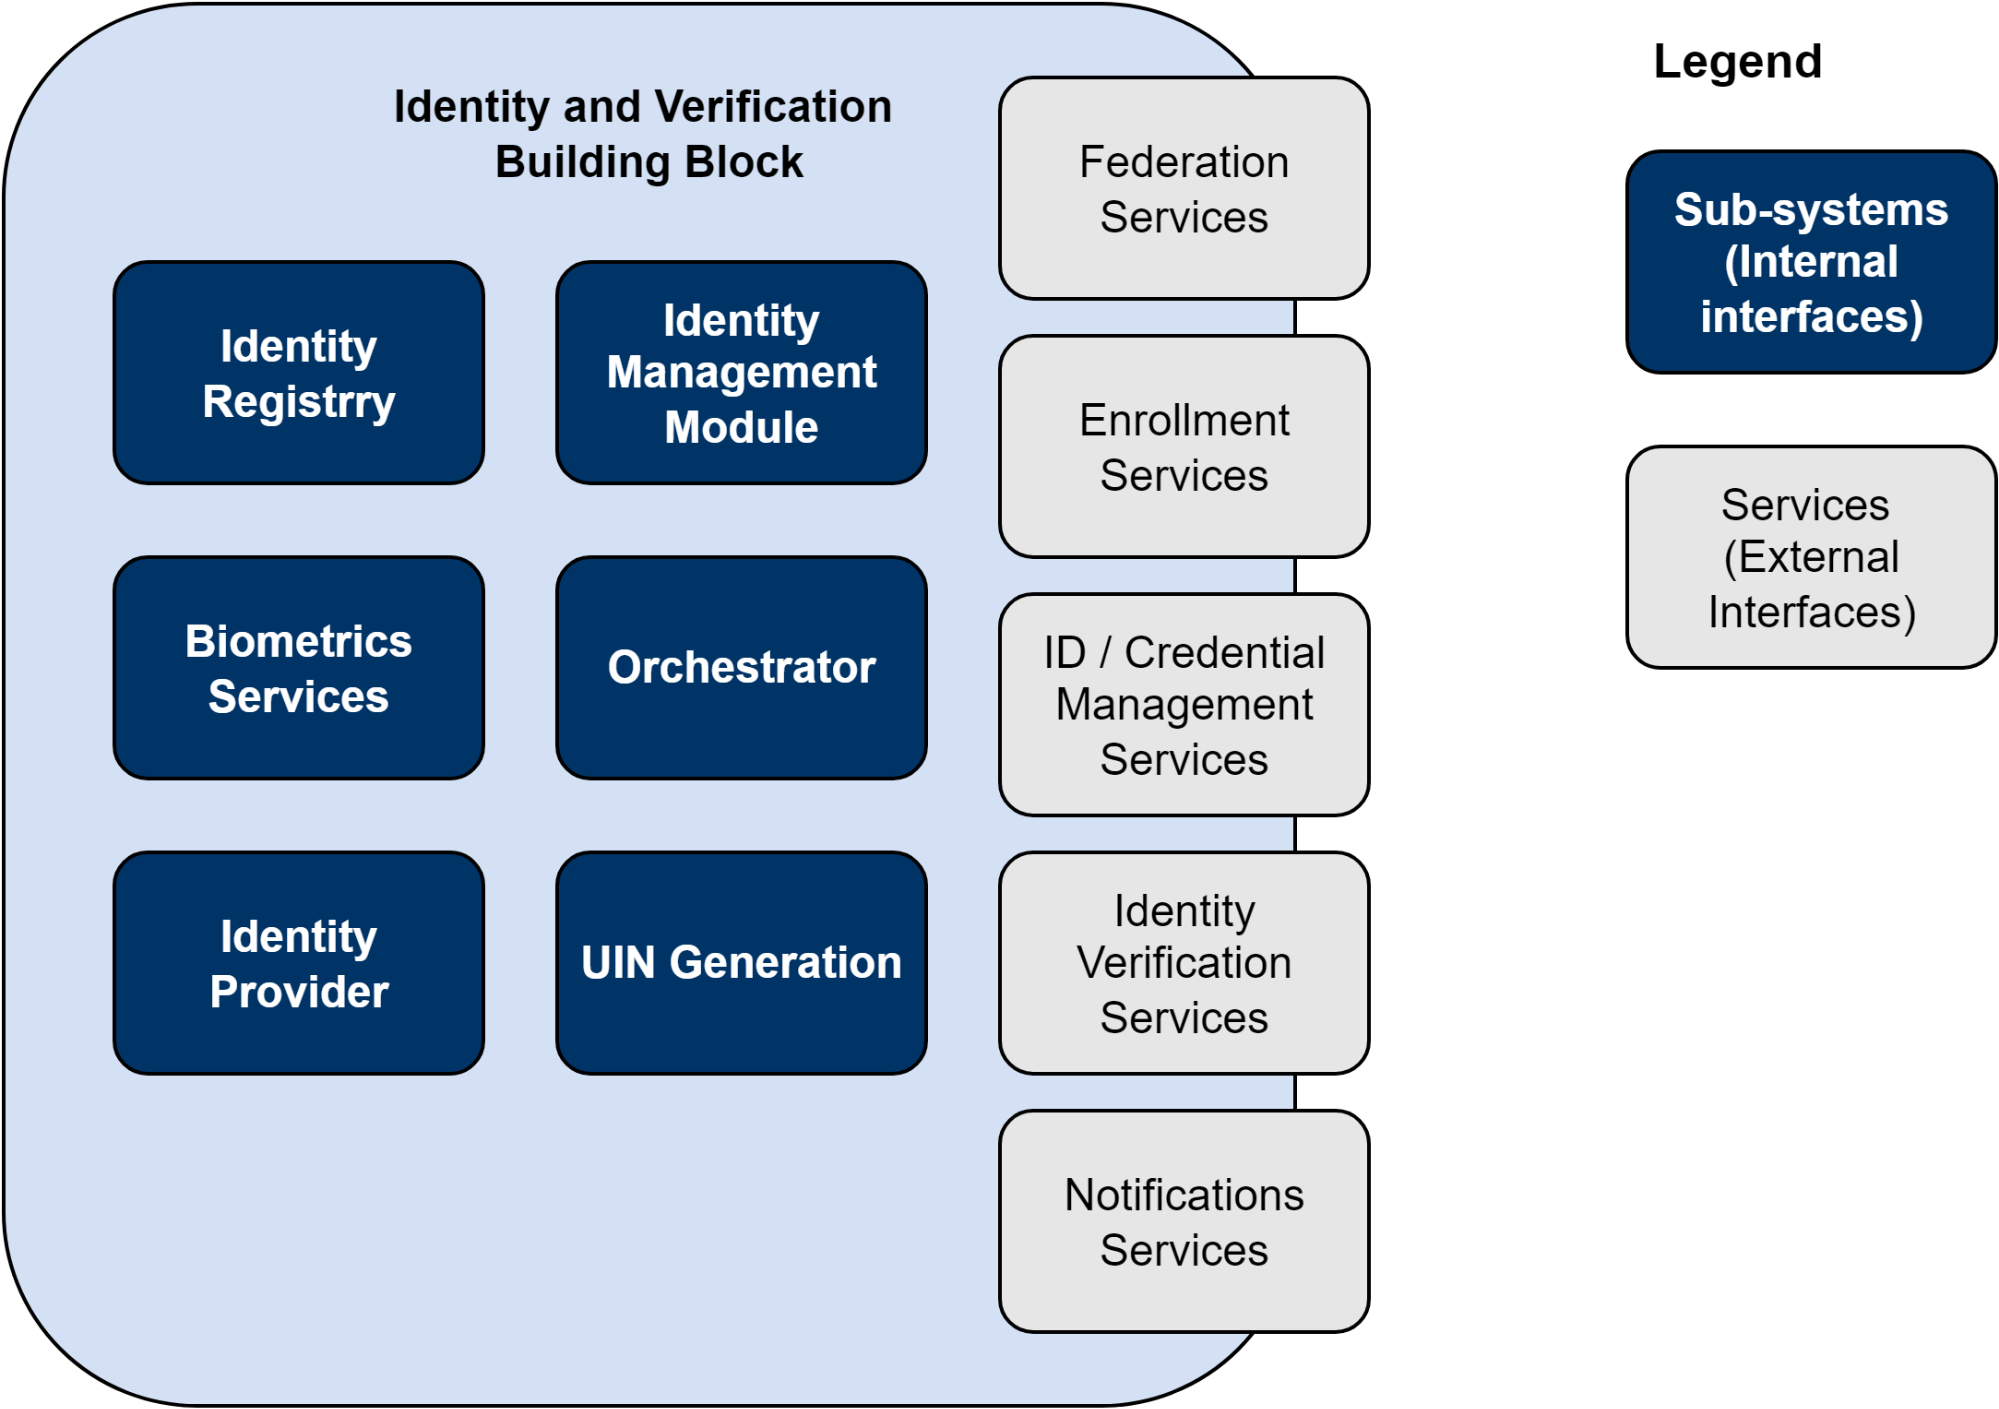 Identity and Verification
Building Block
Identity
Registrry
Identity
Management
Module
Biometrics
Services
Orchestrator
Identity
Provider
UIN Generation
Federation
Services
Enrollment
Services
ID / Credential
Management
Services
Identity
Verification
Services
Notifications
Services
Legend
Sub-systems
(Internal
interfaces)
Services
(External
Interfaces)